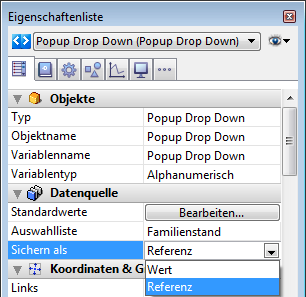 Eigenschaftenliste
Popup Drop Down (Popup Drop Down)
Objekte
Typ Popup Drop Down
Objektname Popup Drop Down
Variablenname Popup Drop Down
Variablentyp Alphanumerisch
Datenquelle
Standardwerte Bearbeiten...
Auswahlliste Familienstand
Sichern als Referenz
Wert
Koordinaten & G
Referenz
Links